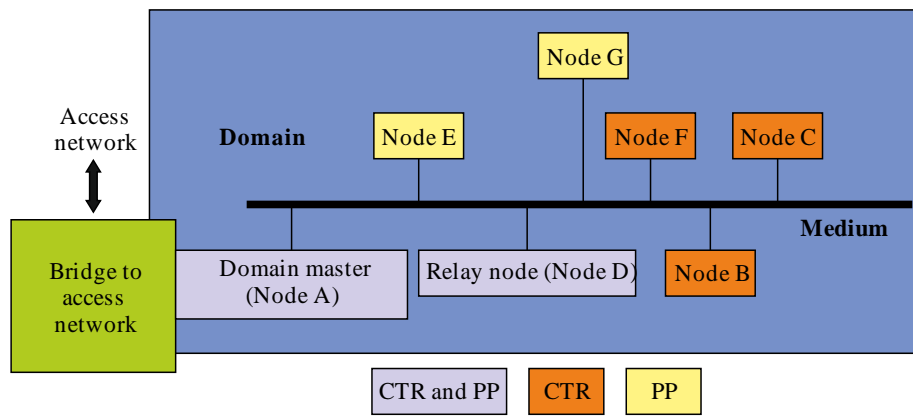 Node G
Access
network
Domain
Node E
Node F
Node C
Medium
Bridge to
access
network
Domain master
(Node A)
Relay node (Node D)
Node B
CTR and PP
CTR
PP